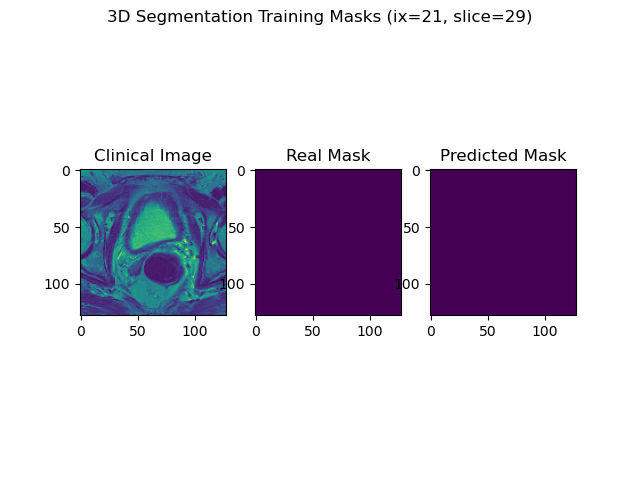 3D Segmentation Training Masks (ix=21, slice=29)
Clinical Image Real Mask Predicted Mask
0 0 0
50 50 50
100 100 100
0 50 100 0 50 100 0 50 100